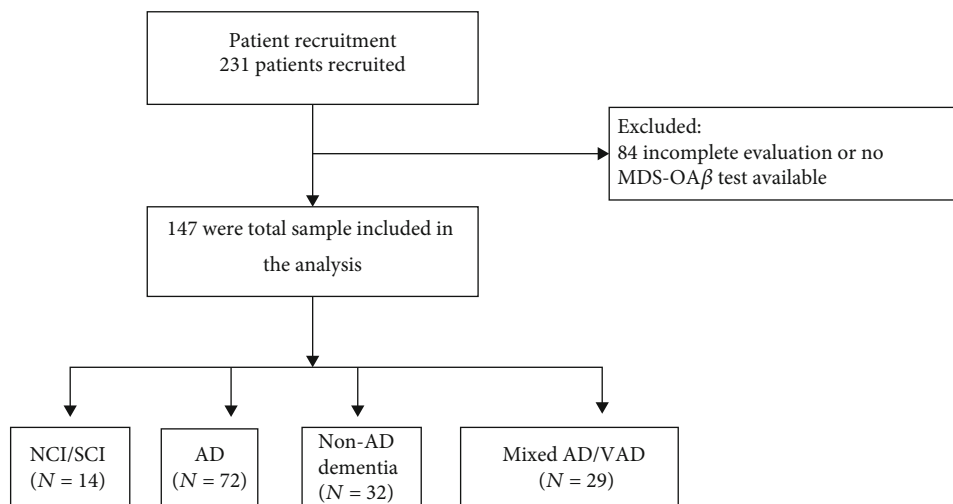 Patient recruitment
231 patients recruited
Excluded:
84 incomplete evaluation or no
MDS-OAβ test available
147 were total sample included in
the analysis
NCI/SCI
(N = 14)
AD
(N = 72)
Non-AD
dementia
(N = 32)
Mixed AD/VAD
(N = 29)